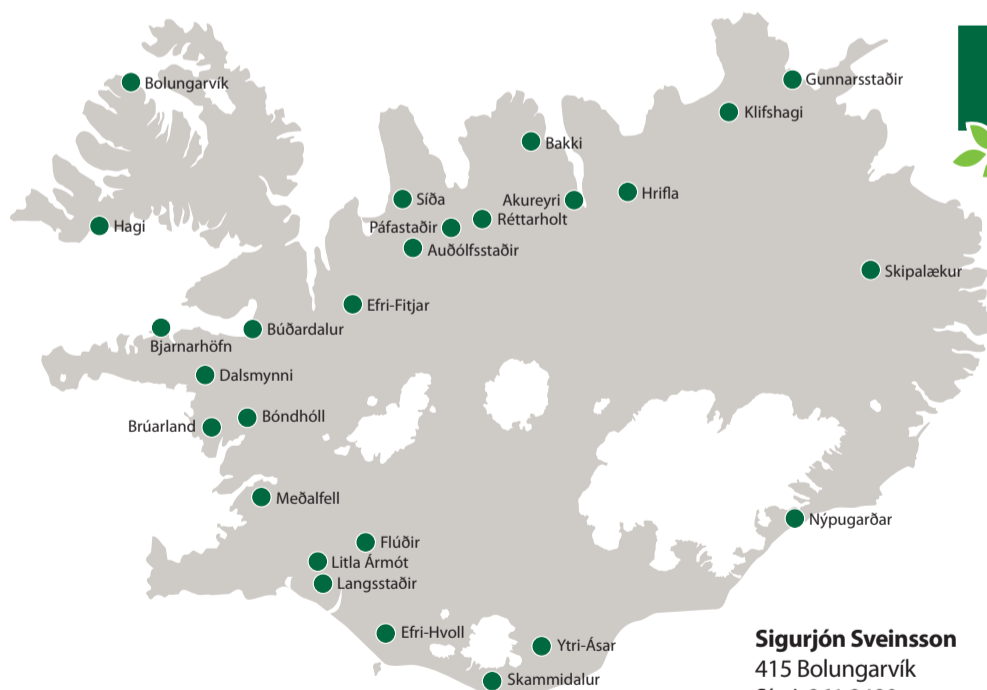 Bolungarvík
Gunnarsstaðir
Klifshagi
Bakki
Síða
Akureyri
Hrifla
Páfastaðir
Réttarholt
Hagi
Auðólfsstaðir
Skipalækur
Efri-Fitjar
Búðardalur
Bjarnarhöfn
Dalsmynni
Bóndhóll
Brúarland
Meðalfell
Nýpugarðar
Flúðir
Litla Ármót
Langsstaðir
Efri-Hvoll
Ytri-Ásar
Skammidalur
Sigurjón Sveinsson
415 Bolungarvík